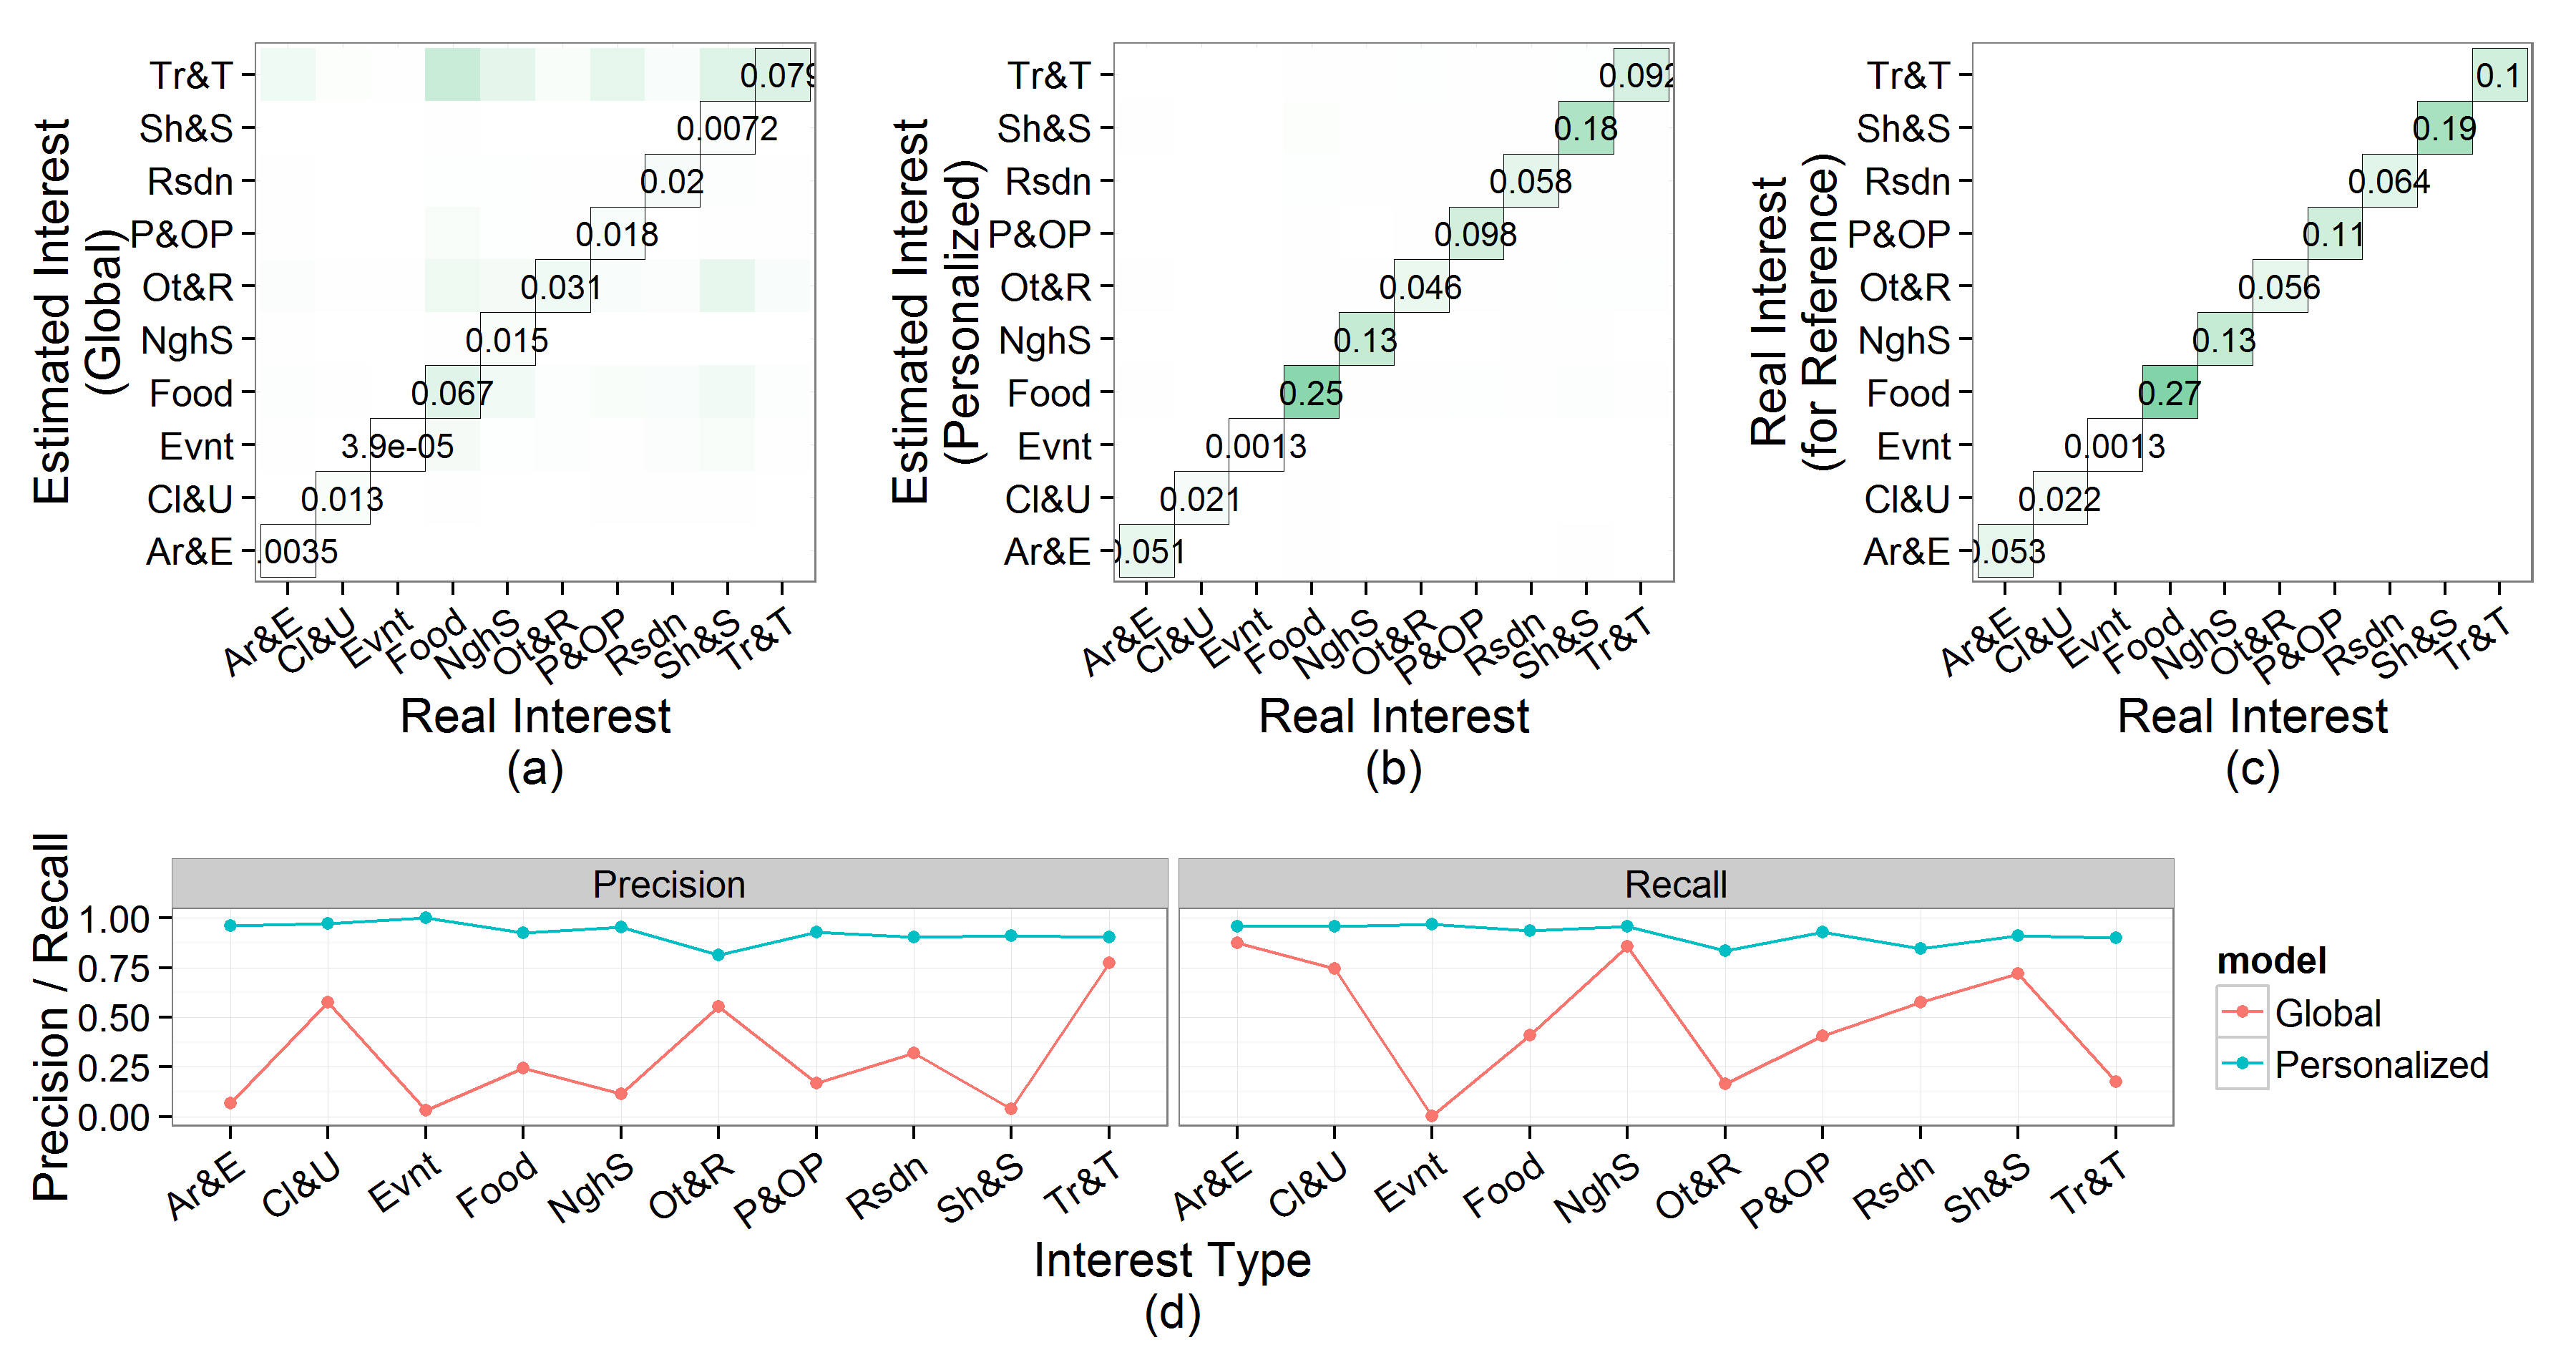 Estimated Interest
(Global)
Tr&T
Sh&S
Rsdn
P&OP
Ot&R
NghS
Food
Evnt
Cl&U
Ar&E
0.079
0.0072
0.02
0.018
0.031
0.015
0.067
3.9e-05
0.013
.0035
Ar&E
Cl&U
Evnt
Food
NghS
Ot&R
P&OP
Rsdn
Sh&S
Tr&T
Real Interest
(a)
Estimated Interest
(Personalized)
Tr&T
Sh&S
Rsdn
P&OP
Ot&R
NghS
Food
Evnt
Cl&U
Ar&E
0.092
0.18
0.058
0.098
0.046
0.13
0.25
0.0013
0.021
0.051
Ar&E
Cl&U
Evnt
Food
NghS
Ot&R
P&OP
Rsdn
Sh&S
Tr&T
Real Interest
(b)
Real Interest
(for Reference)
Tr&T
Sh&S
Rsdn
P&OP
Ot&R
NghS
Food
Evnt
Cl&U
Ar&E
0.1
0.19
0.064
0.11
0.056
0.13
0.27
0.0013
0.022
0.053
Ar&E
Cl&U
Evnt
Food
NghS
Ot&R
P&OP
Rsdn
Sh&S
Tr&T
Real Interest
(c)
Precision / Recall
Precision
Recall
1.00
0.75
0.50
0.25
0.00
Ar&E
Cl&U
Evnt
Food
NghS
Ot&R
P&OP
Rsdn
Sh&S
Tr&T
Ar&E
Cl&U
Evnt
Food
NghS
Ot&R
P&OP
Rsdn
Sh&S
Tr&T
Interest Type
(d)
model
Global
Personalized